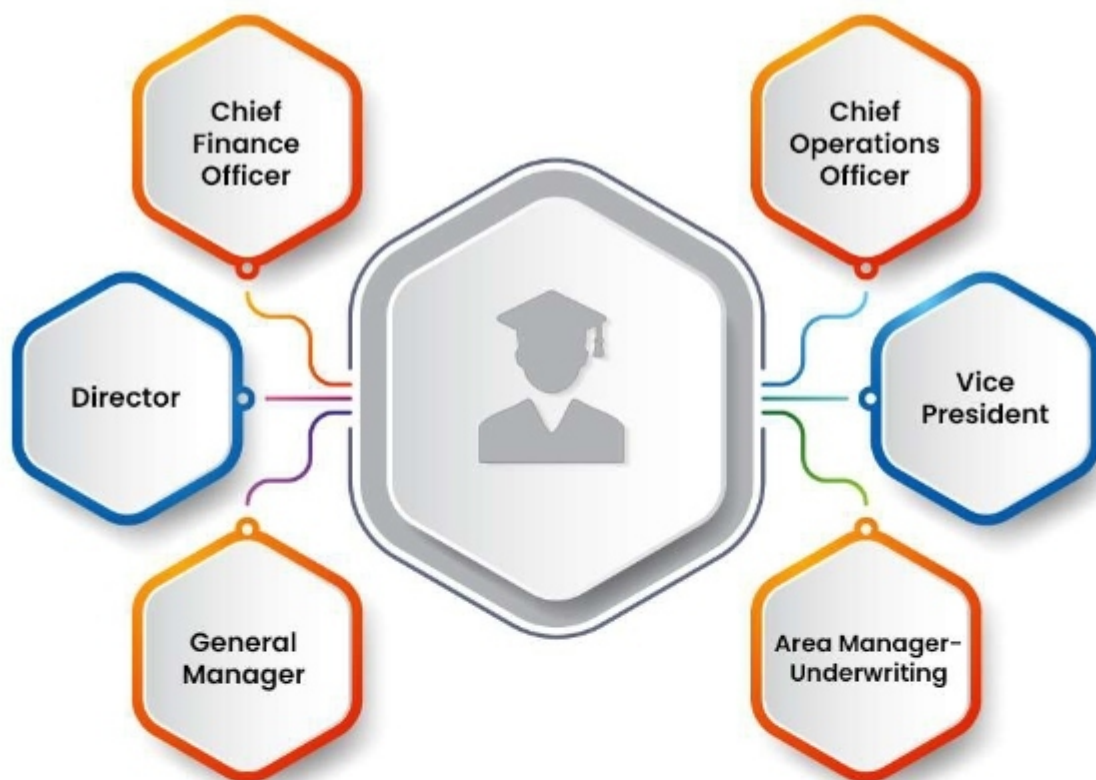 Chief
Finance
Officer
Chief
Operations
Officer
Director
Vice
President
General
Manager
Area Manager-
Underwriting